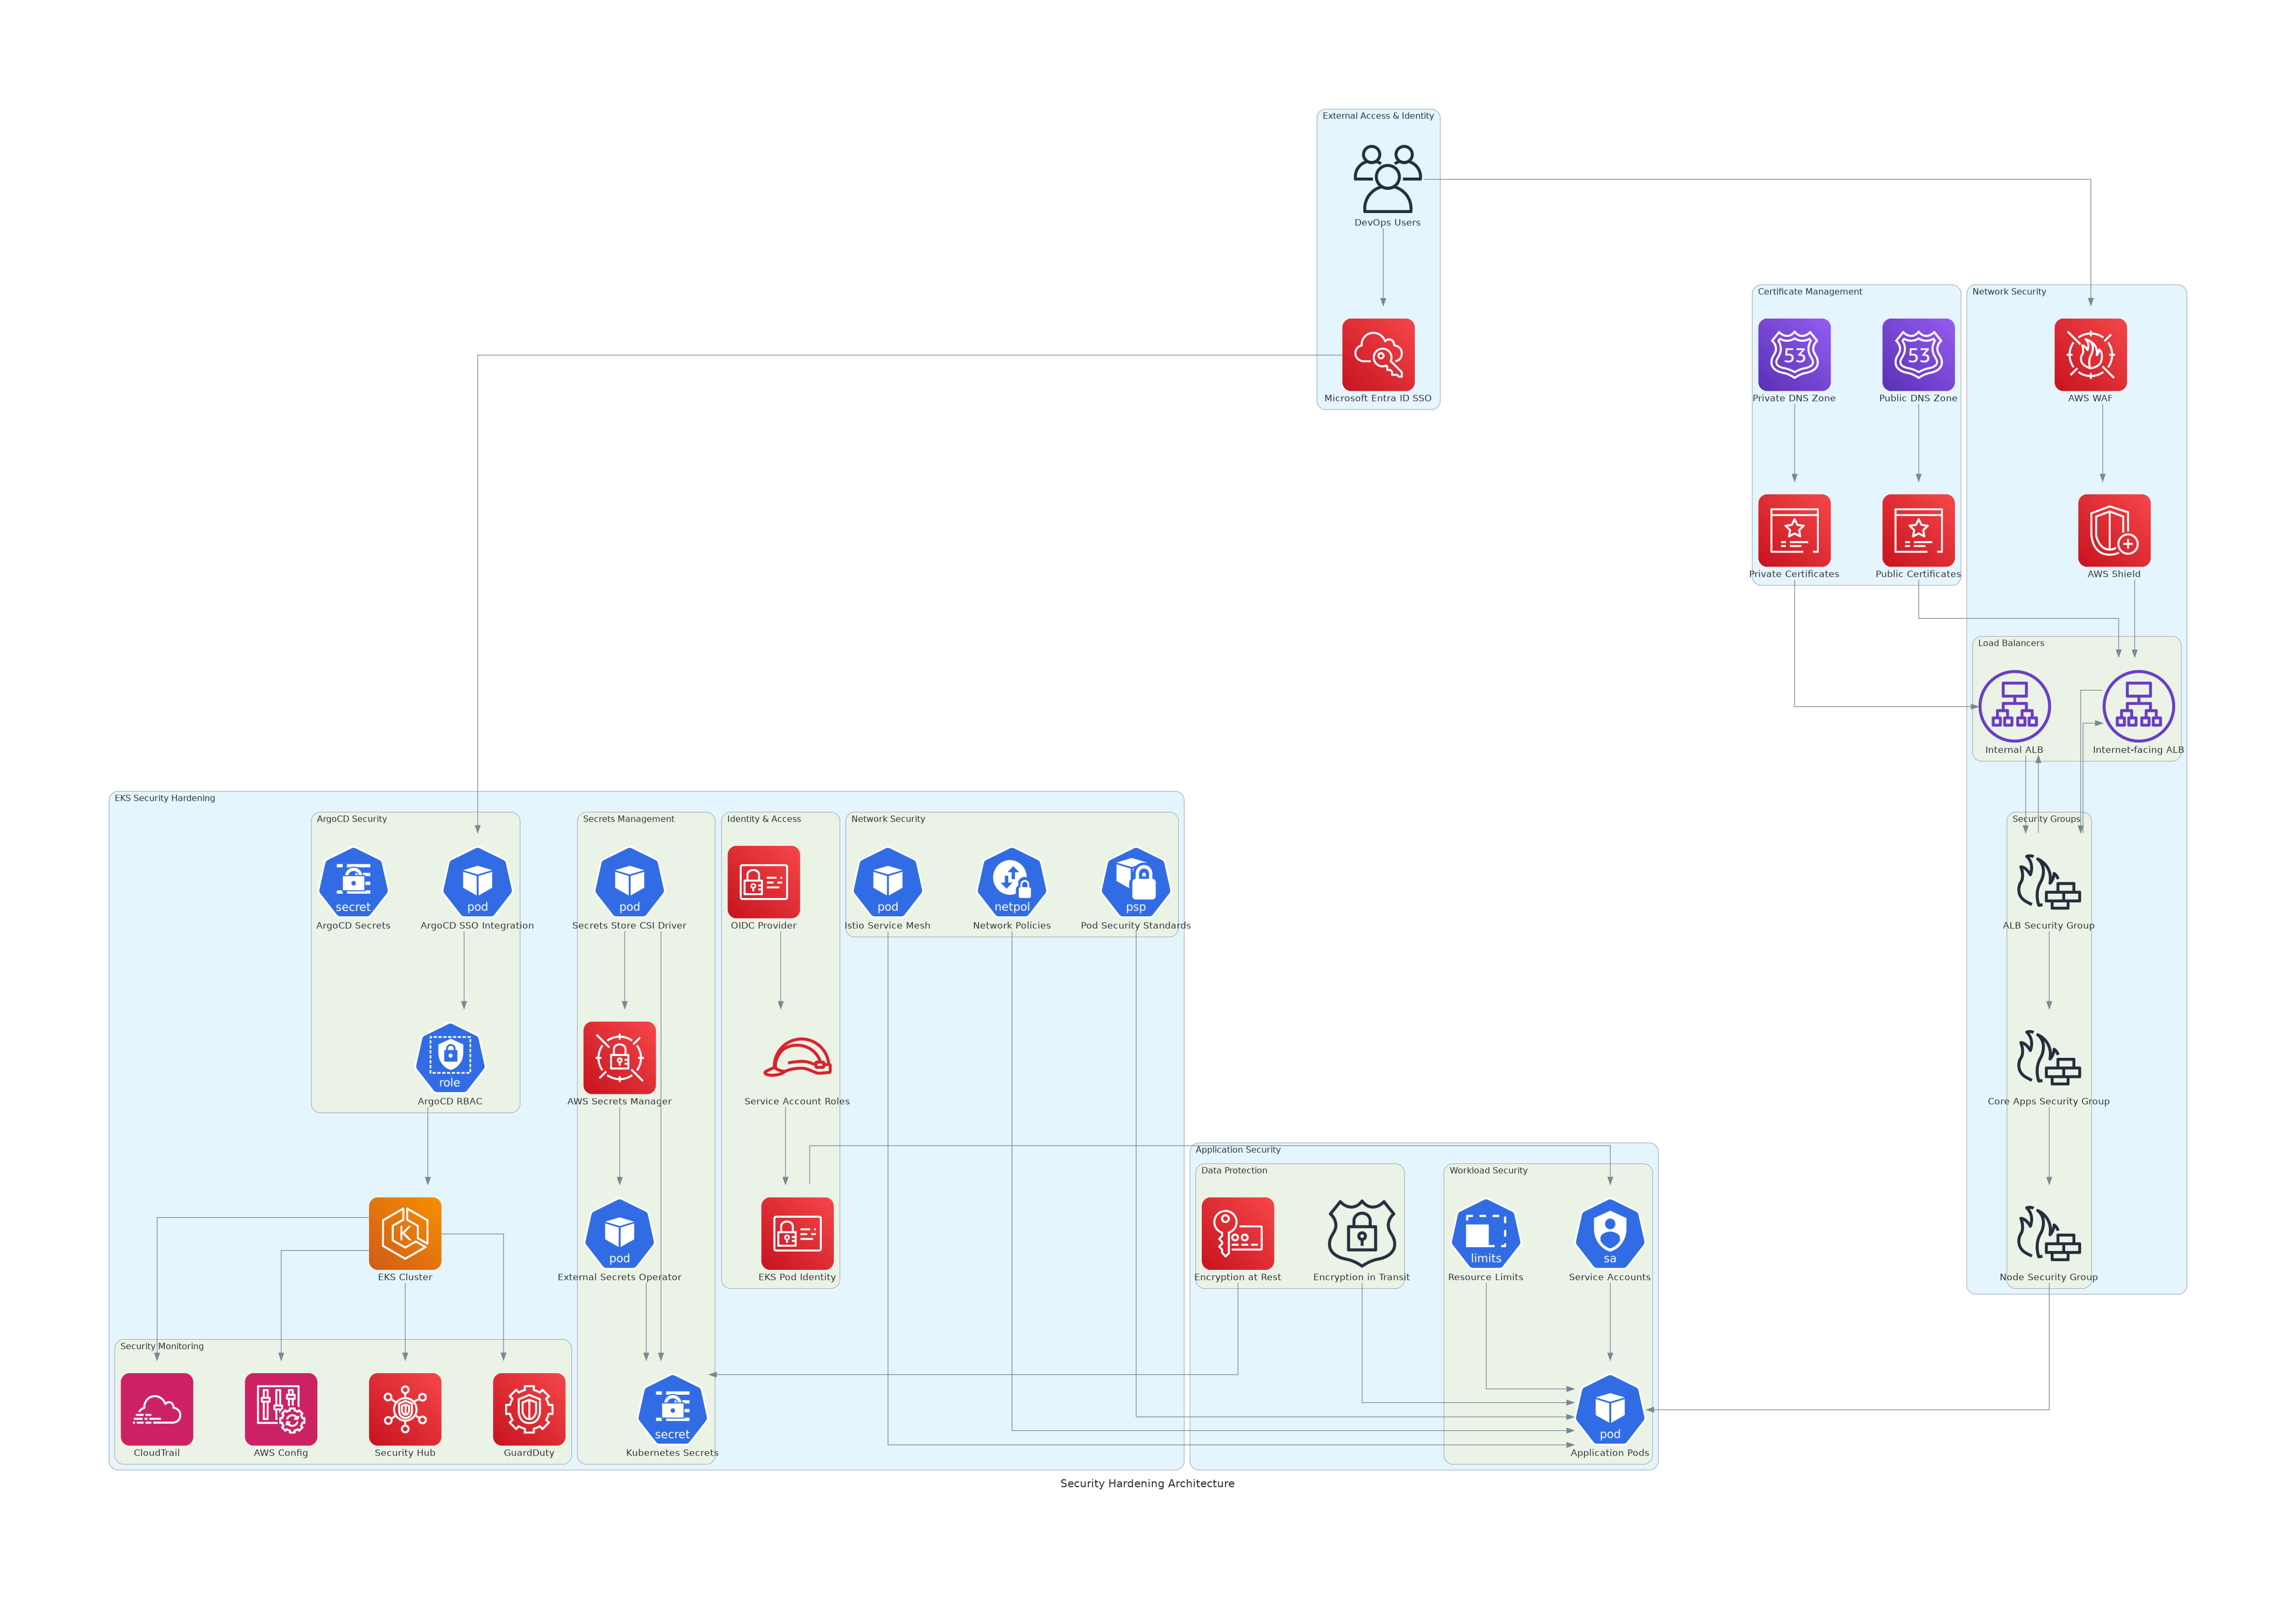 External Access & Identity
DevOps Users
Microsoft Entra ID SSO
Certificate Management
53
Private DNS Zone
53
Public DNS Zone
Private Certificates
Public Certificates
Network Security
AWS WAF
AWS Shield
Load Balancers
Internal ALB
Internet-facing ALB
Security Groups
ALB Security Group
Core Apps Security Group
Node Security Group
EKS Security Hardening
ArgoCD Security
secret
ArgoCD Secrets
pod
ArgoCD SSO Integration
role
ArgoCD RBAC
K
EKS Cluster
Security Monitoring
CloudTrail
AWS Config
Security Hub
GuardDuty
Secrets Management
pod
Secrets Store CSI Driver
AWS Secrets Manager
pod
External Secrets Operator
secret
Kubernetes Secrets
Identity & Access
OIDC Provider
Service Account Roles
EKS Pod Identity
Network Security
pod
Istio Service Mesh
netpol
Network Policies
psp
Pod Security Standards
Application Security
Data Protection
Encryption at Rest
Encryption in Transit
Workload Security
limits
Resource Limits
sa
Service Accounts
pod
Application Pods
Security Hardening Architecture